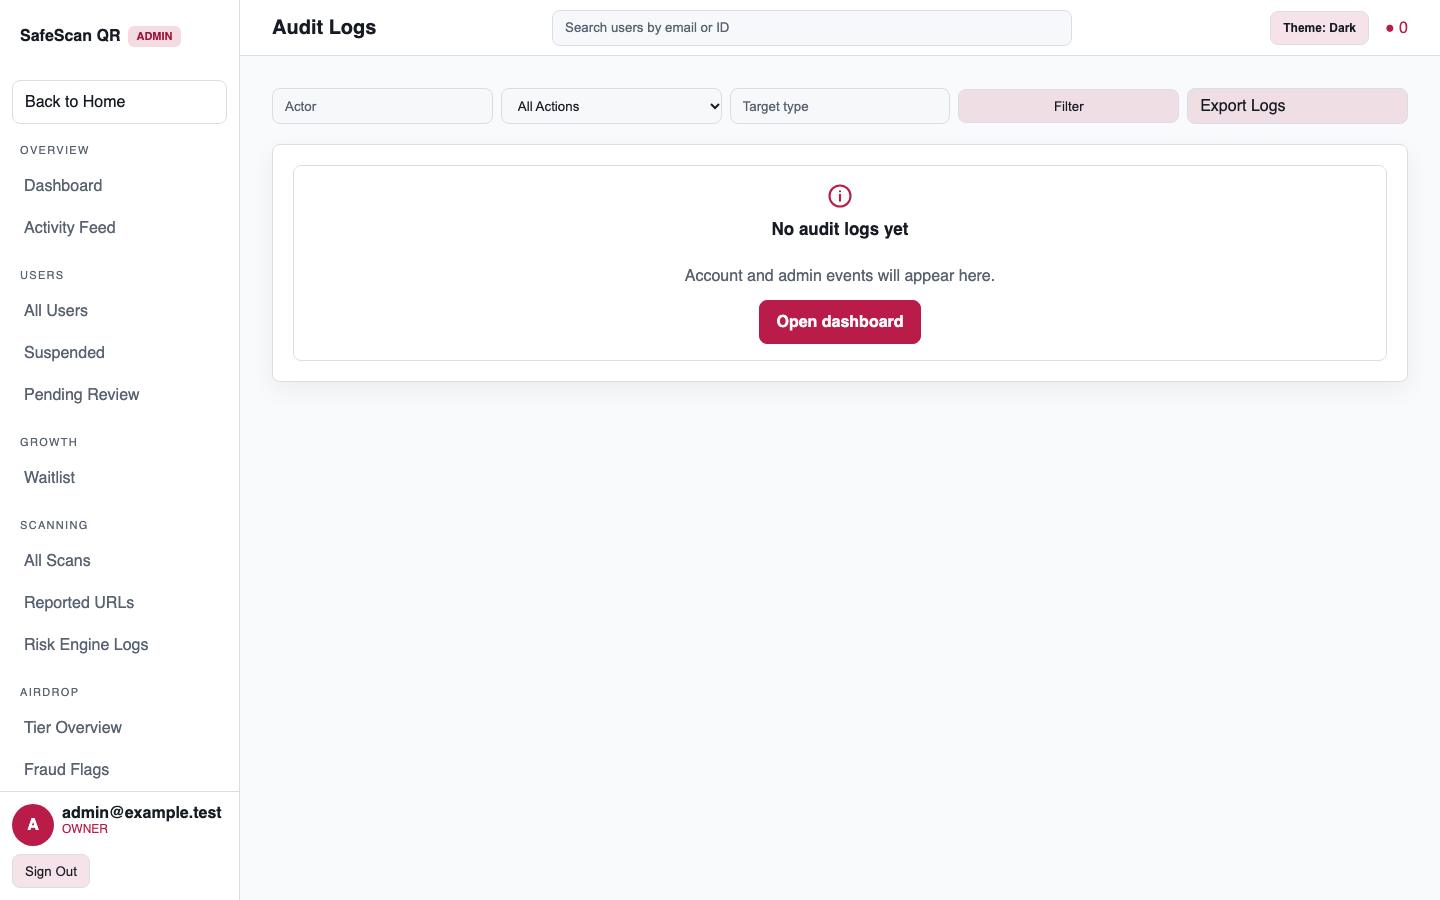 SafeScan QR ADMIN
Back to Home
OVERVIEW
Dashboard
Activity Feed
USERS
All Users
Suspended
Pending Review
GROWTH
Waitlist
SCANNING
All Scans
Reported URLs
Risk Engine Logs
AIRDROP
Tier Overview
Fraud Flags
A
admin@example.test
OWNER
Sign Out
Audit Logs
Search users by email or ID
Theme: Dark
0
Actor
All Actions
Target type
Filter
Export Logs
No audit logs yet
Account and admin events will appear here.
Open dashboard